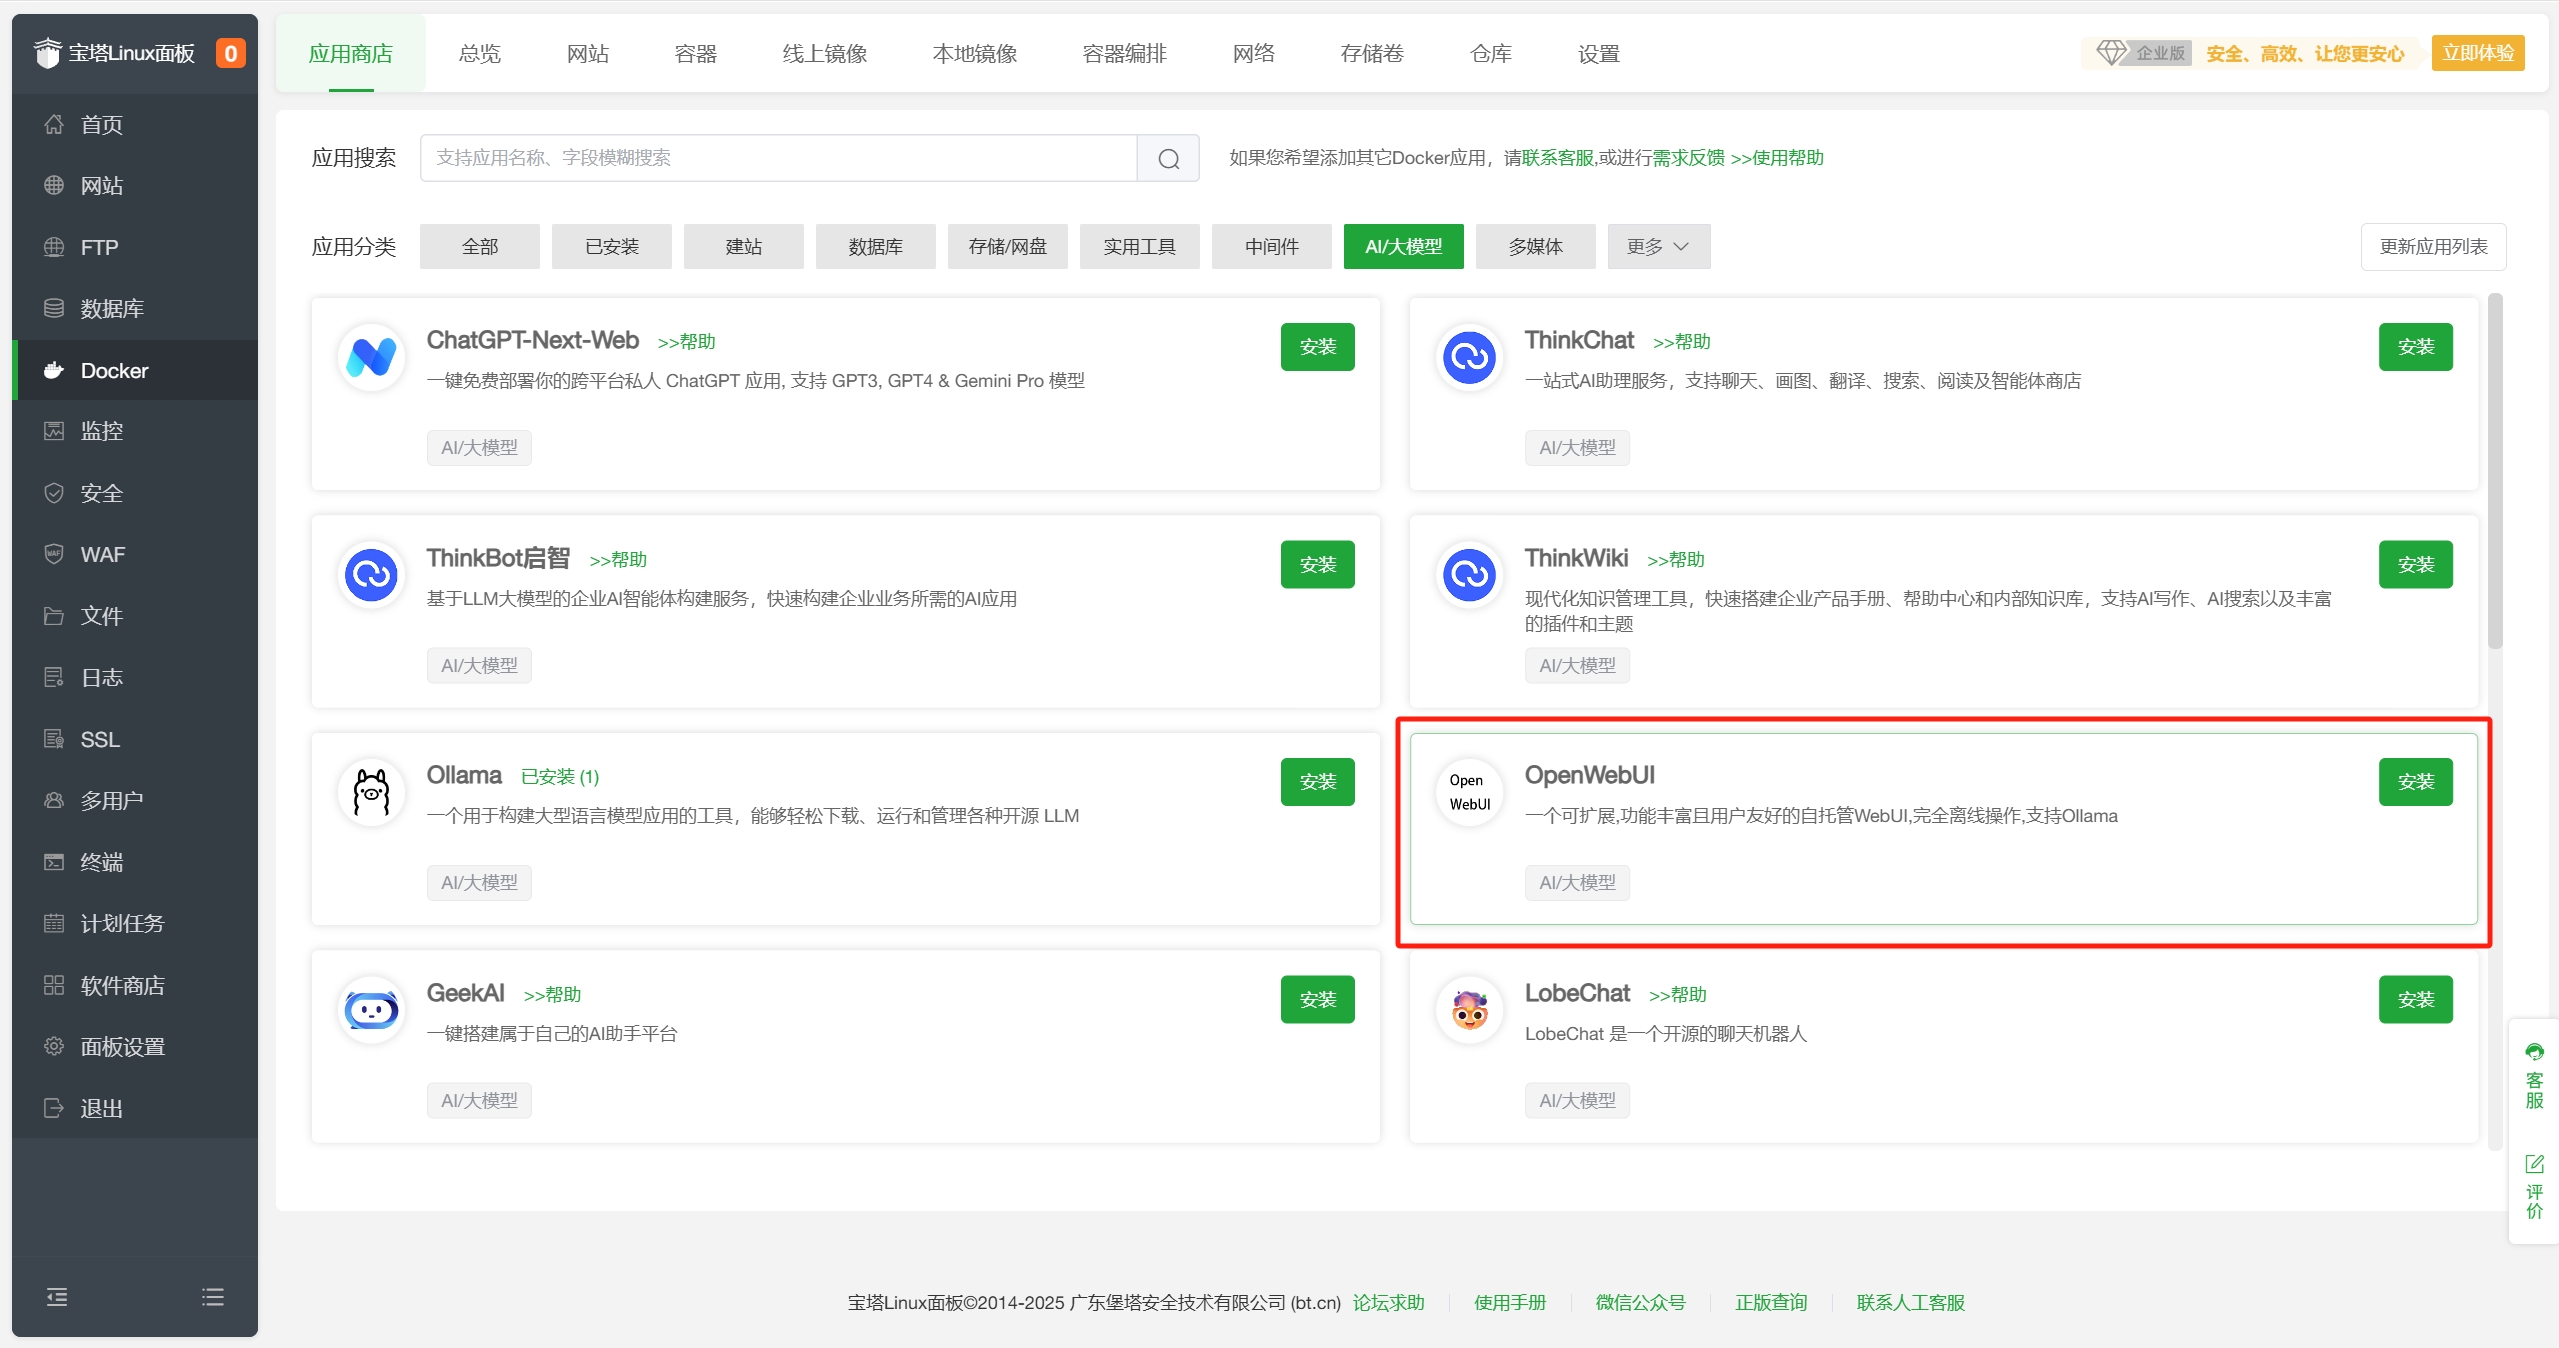 宝塔Linux面板 0
首页
网站
FTP
数据库
Docker
监控
安全
WAF
文件
日志
SSL
多用户
终端
计划任务
软件商店
面板设置
退出
应用商店 总览 网站 容器 线上镜像 本地镜像 容器编排 网络 存储卷 仓库 设置
企业版 安全、高效、让您更安心 立即体验
应用搜索 支持应用名称、字段模糊搜索 如果您希望添加其它Docker应用，请联系客服,或进行需求反馈 >>使用帮助
应用分类 全部 已安装 建站 数据库 存储/网盘 实用工具 中间件 AI/大模型 多媒体 更多 更新应用列表
ChatGPT-Next-Web >>帮助 安装
一键免费部署你的跨平台私人 ChatGPT 应用, 支持 GPT3, GPT4 & Gemini Pro 模型
AI/大模型
ThinkChat >>帮助 安装
一站式AI助理服务，支持聊天、画图、翻译、搜索、阅读及智能体商店
AI/大模型
ThinkBot启智 >>帮助 安装
基于LLM大模型的企业AI智能体构建服务，快速构建企业业务所需的AI应用
AI/大模型
ThinkWiki >>帮助 安装
现代化知识管理工具，快速搭建企业产品手册、帮助中心和内部知识库，支持AI写作、AI搜索以及丰富
的插件和主题
AI/大模型
Ollama 已安装 (1) 安装
一个用于构建大型语言模型应用的工具，能够轻松下载、运行和管理各种开源 LLM
AI/大模型
Open
WebUI
OpenWebUI 安装
一个可扩展,功能丰富且用户友好的自托管WebUI,完全离线操作,支持Ollama
AI/大模型
GeekAI >>帮助 安装
一键搭建属于自己的AI助手平台
AI/大模型
LobeChat >>帮助 安装
LobeChat 是一个开源的聊天机器人
AI/大模型
客服
评价
宝塔Linux面板©2014-2025 广东堡塔安全技术有限公司 (bt.cn) 论坛求助 使用手册 微信公众号 正版查询 联系人工客服